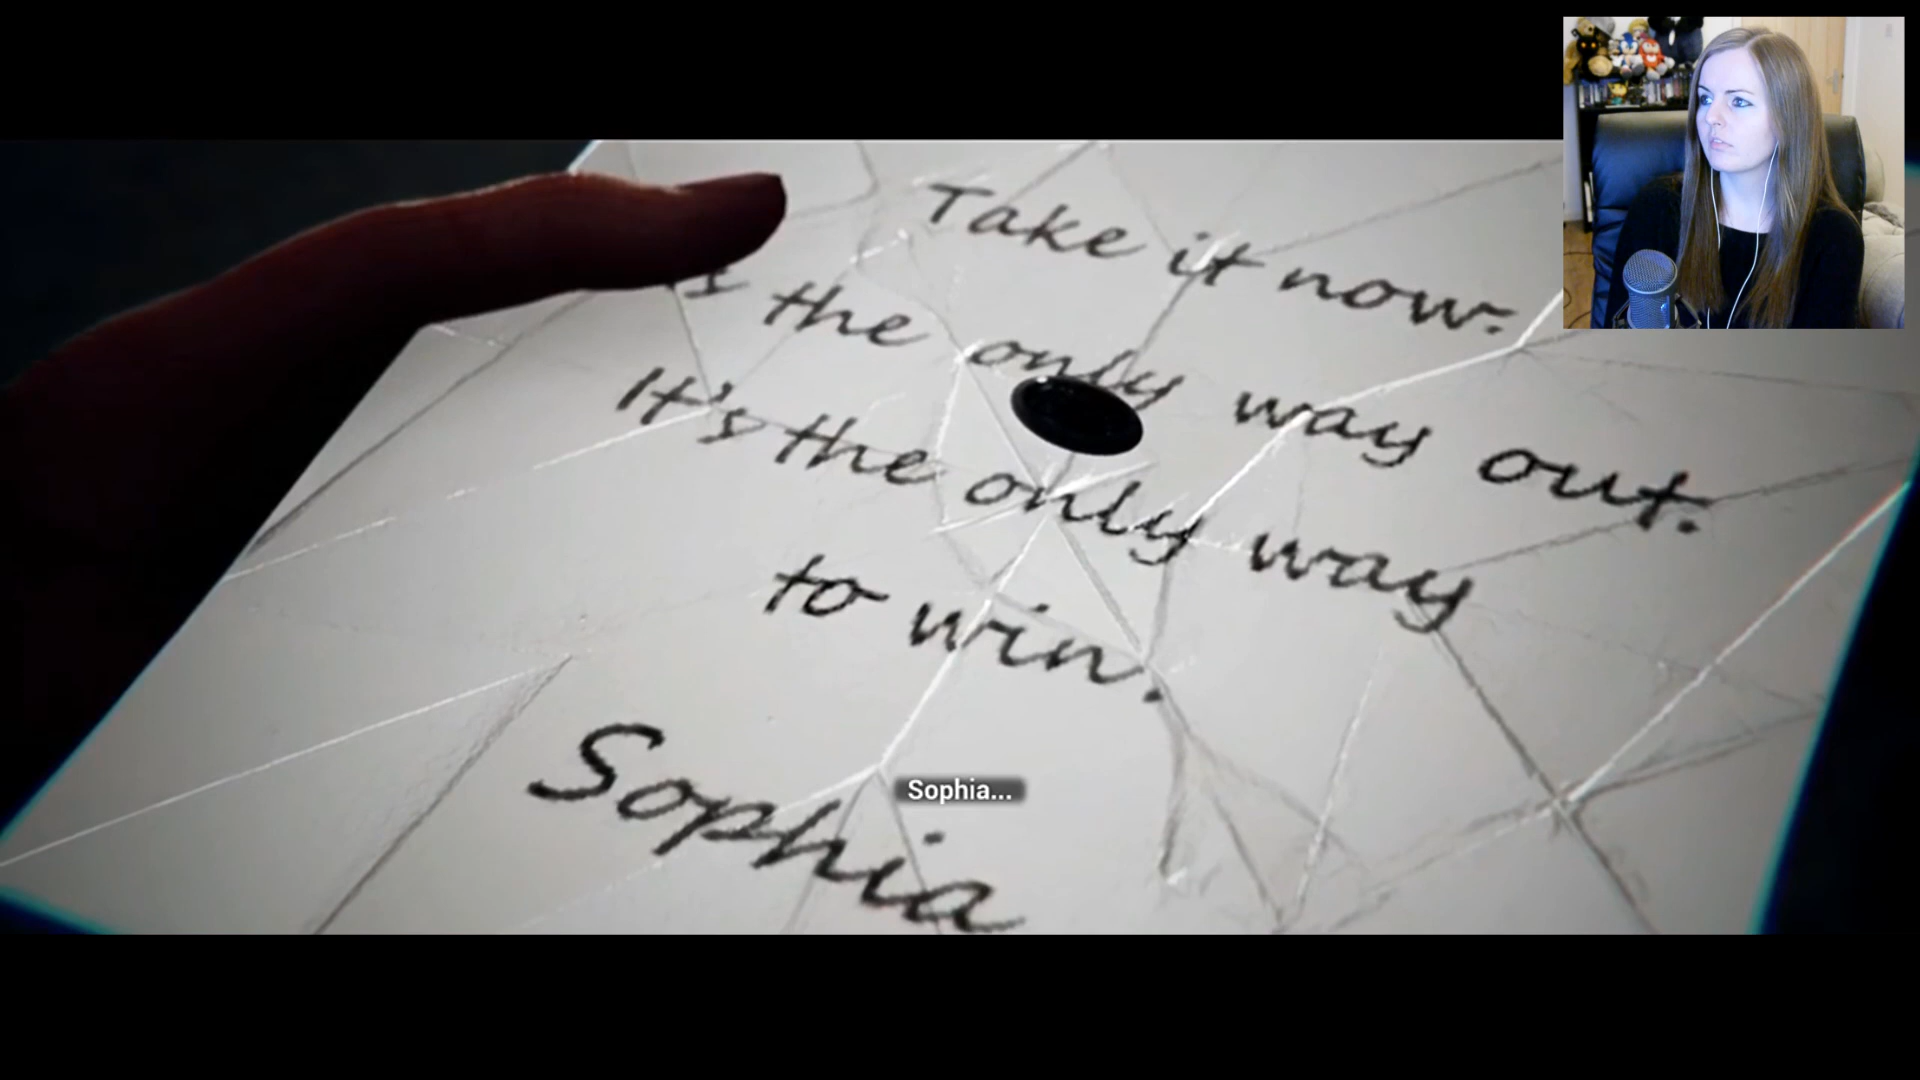 Take it now.
's the only way out.
It's the only way
to win.
Sophia
Sophia...